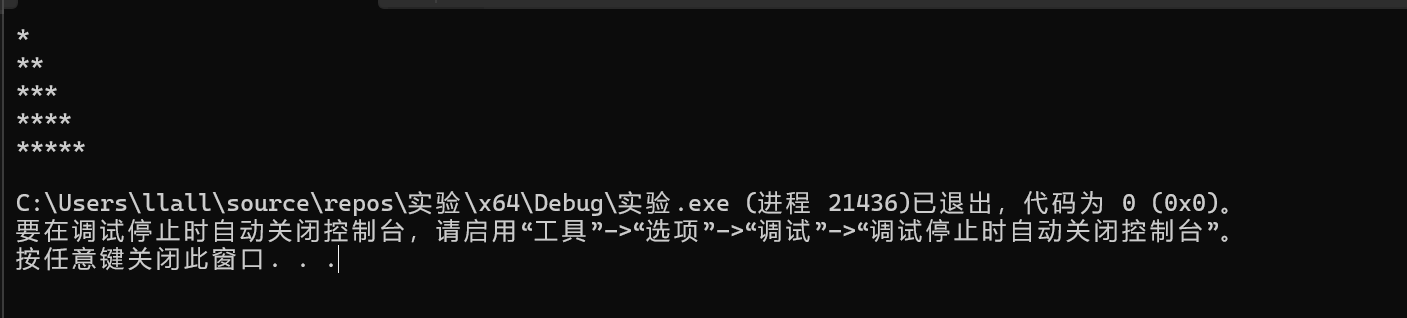 *
**
***
****
*****
C:\Users\llall\source\repos\实验\x64\Debug\实验.exe (进程 21436)已退出，代码为 0 (0x0)。
要在调试停止时自动关闭控制台，请启用“工具”->“选项”->“调试”->“调试停止时自动关闭控制台”。
按任意键关闭此窗口. . .